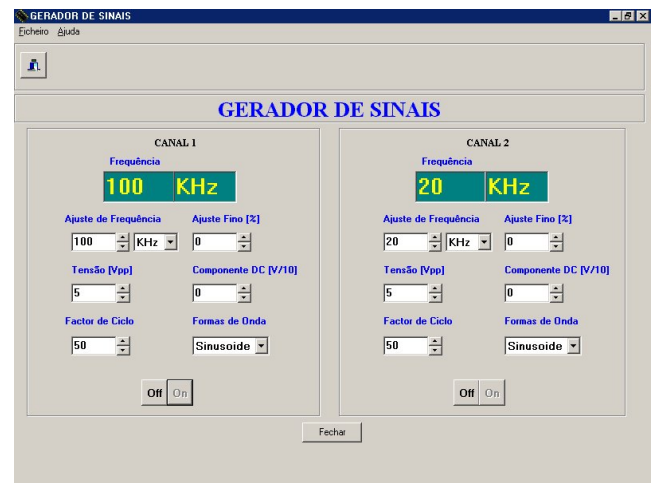 GERADOR DE SINAIS
Ficheiro Ajuda
GERADOR DE SINAIS
CANAL 1
Frequência
100 KHz
Ajuste de Frequência Ajuste Fino [%]
100 KHz 0
Tensão [Vpp] Componente DC [V/10]
5 0
Factor de Ciclo Formas de Onda
50 Sinusoide
Off On
CANAL 2
Frequência
20 KHz
Ajuste de Frequência Ajuste Fino [%]
20 KHz 0
Tensão [Vpp] Componente DC [V/10]
5 0
Factor de Ciclo Formas de Onda
50 Sinusoide
Off On
Fechar